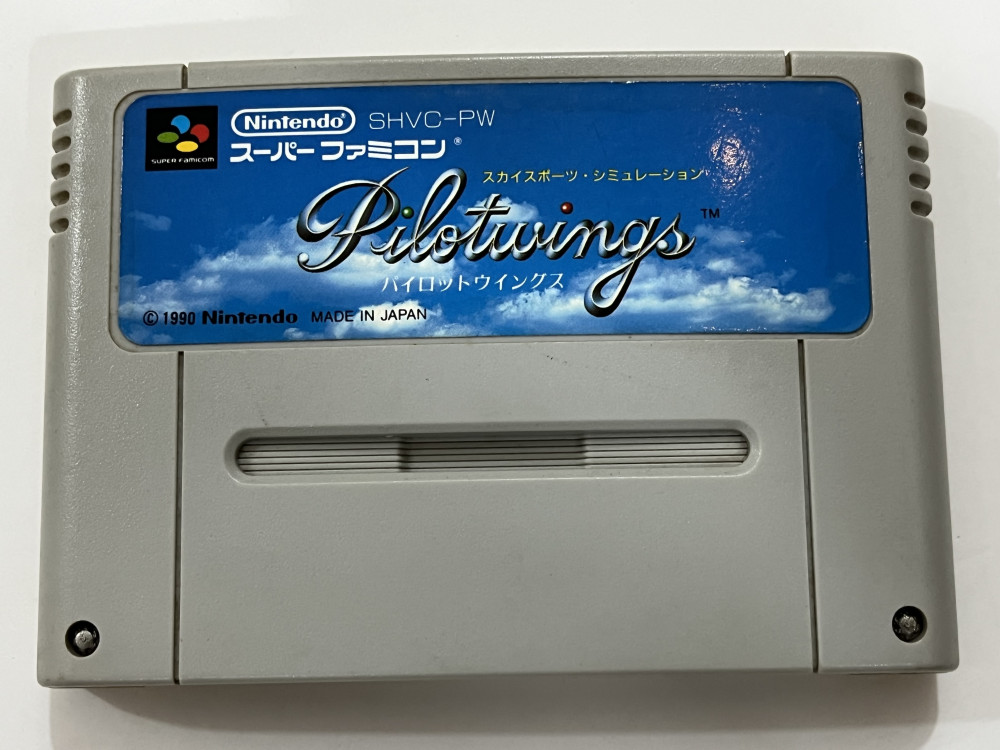 SUPER FAMICOM
Nintendo® SHVC-PW
スーパーファミコン®
スカイスポーツ・シミュレーション
Pilotwings™
パイロットウイングス
© 1990 Nintendo MADE IN JAPAN